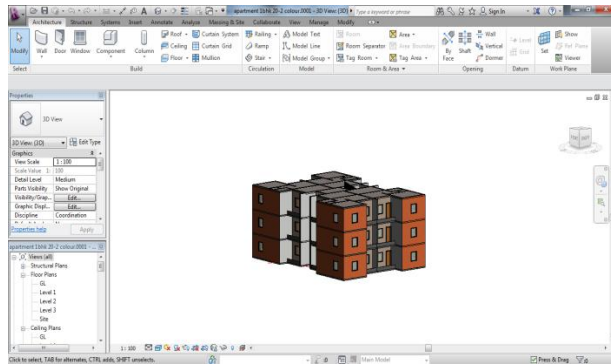 apartment 1bhk 20-2 colour.0001 - 3D View: {3D}
Type a keyword or phrase
Sign In
Architecture Structure Systems Insert Annotate Analyze Massing & Site Collaborate View Manage Modify
Modify Wall Door Window Component Column
Roof Curtain System Railing Model Text Room Area Wall Show
Ceiling Curtain Grid Ramp Model Line Room Separator Area Boundary Vertical Ref Plane
Floor Mullion Stair Model Group Tag Room Tag Area By Face Shaft Dormer Set Viewer
Select Build Circulation Model Room & Area Opening Datum Work Plane
Properties
3D View
3D View: {3D} Edit Type
Graphics
View Scale 1:100
Scale Value 1: 100
Detail Level Medium
Parts Visibility Show Original
Visibility/Grap... Edit...
Graphic Displ... Edit...
Discipline Coordination
Properties help Apply
apartment 1bhk 20-2 colour.0001 - ...
Views (all)
Structural Plans
Floor Plans
GL
Level 1
Level 2
Level 3
Site
Ceiling Plans
GL
1:100
Click to select, TAB for alternates, CTRL adds, SHIFT unselects.
Main Model
Press & Drag